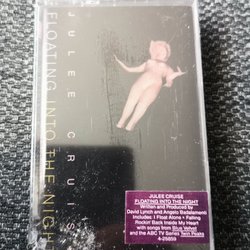 JULEE CRUIS
FLOATING INTO THE NIGH
JULEE CRUISE
FLOATING INTO THE NIGHT
Written and Produced by
David Lynch and Angelo Badalamenti
Includes: I Float Alone • Falling
Rockin' Back Inside My Heart
with songs from Blue Velvet
and the ABC TV Series Twin Peaks
4-25859